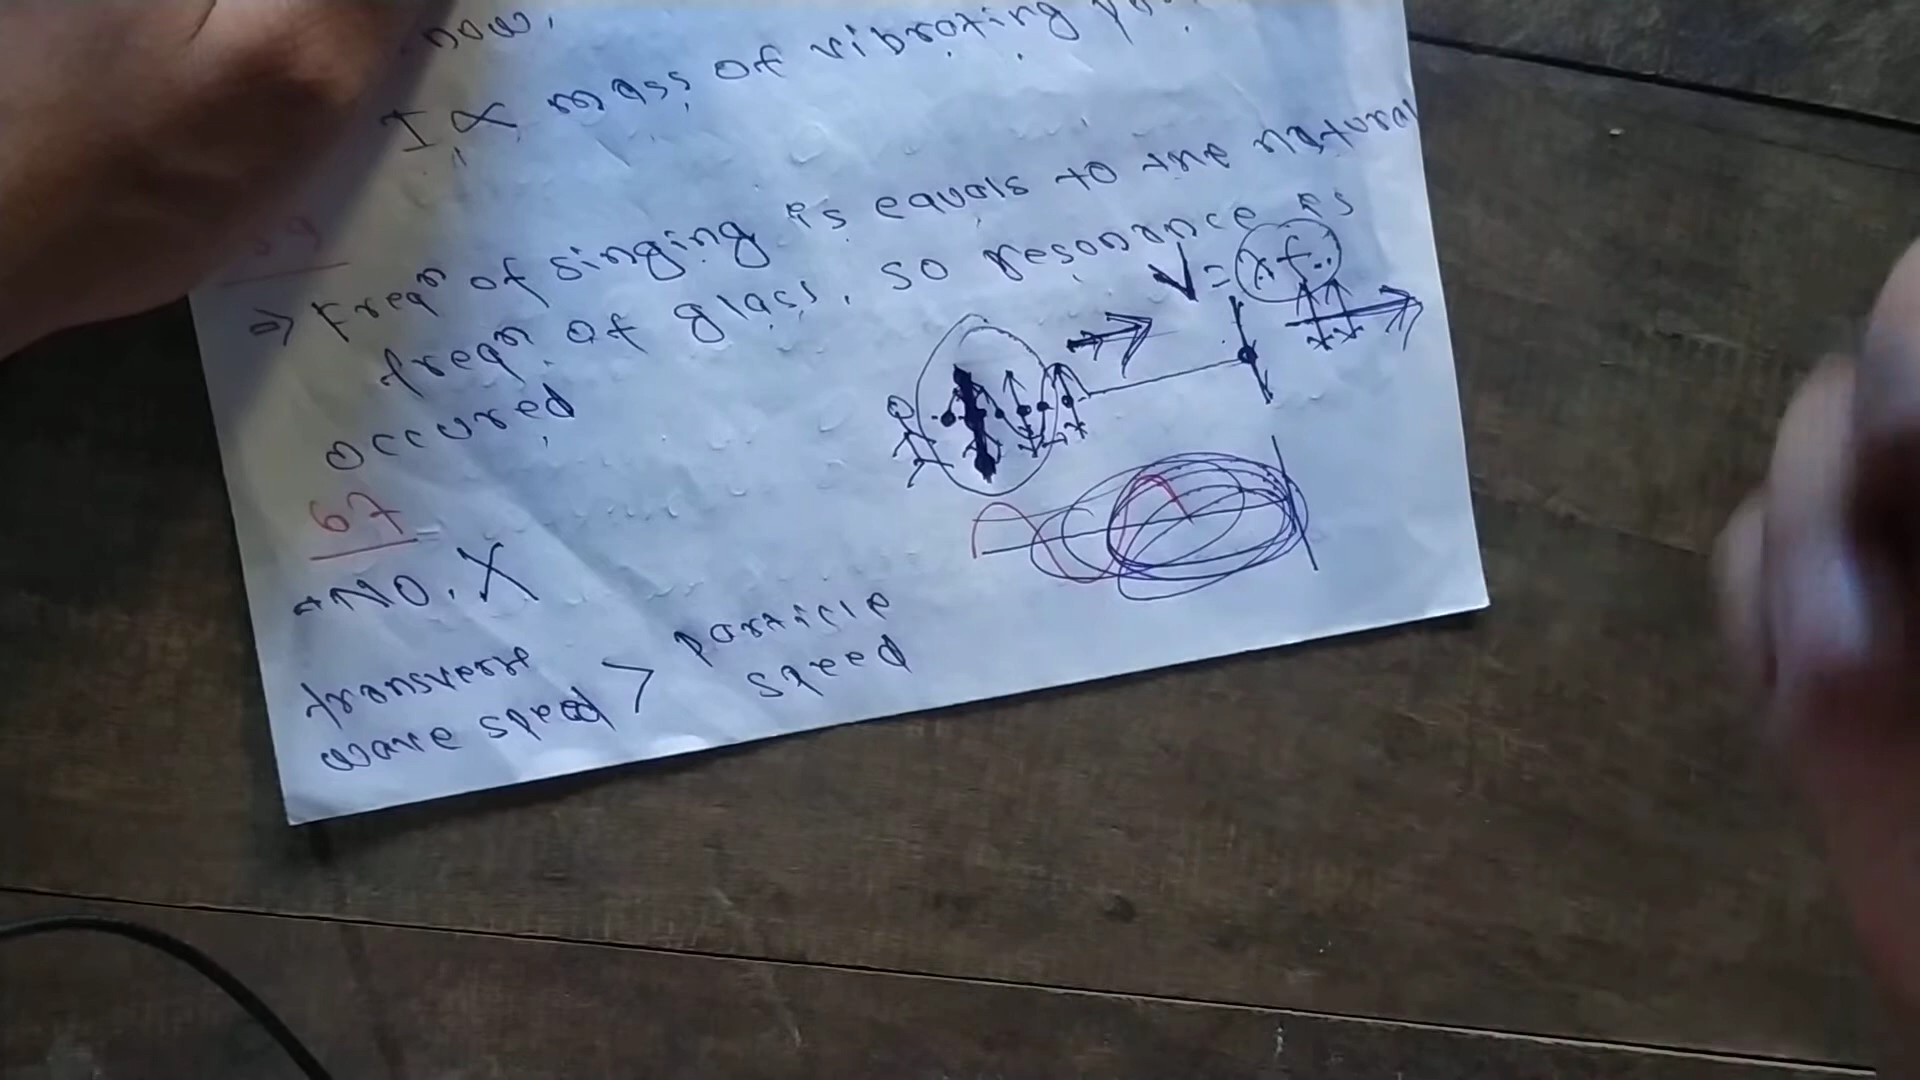 now,
I ∝ mass of vibrating
⇒ Freqn of singing is equals to the natural
freqn of glass, so resonance is
occured
V = λf
67
→ No. X
transverse
wave speed > particle
speed